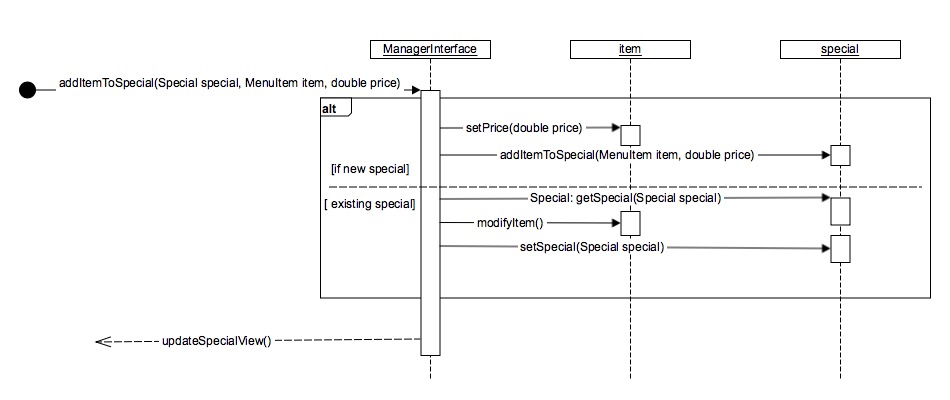 ManagerInterface
item
special
addItemToSpecial(Special special, MenuItem item, double price)
alt
setPrice(double price)
addItemToSpecial(MenuItem item, double price)
[if new special]
Special: getSpecial(Special special)
[ existing special]
modifyItem()
setSpecial(Special special)
updateSpecialView()